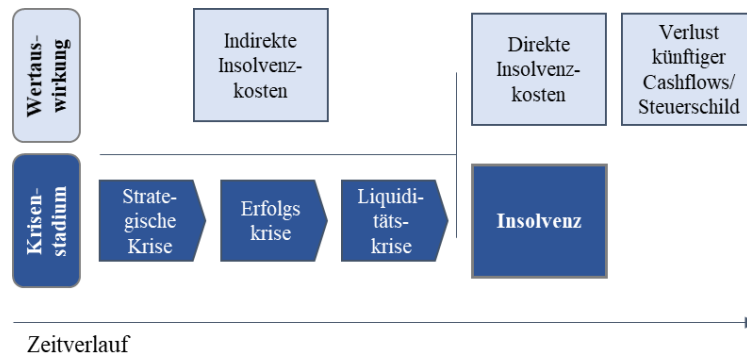 Wertaus-
wirkung
Indirekte
Insolvenz-
kosten
Direkte
Insolvenz-
kosten
Verlust
künftiger
Cashflows/
Steuerschild
Krisen-
stadium
Strate-
gische
Krise
Erfolgs
krise
Liquidi-
täts-
krise
Insolvenz
Zeitverlauf